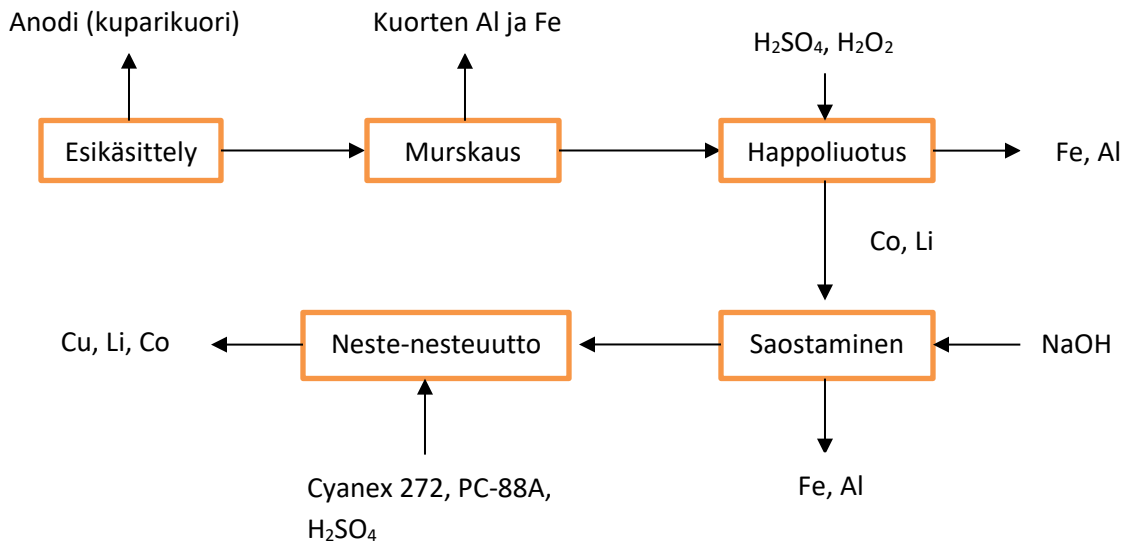 Anodi (kuparikuori)
Kuorten Al ja Fe
H₂SO₄, H₂O₂
Esikäsittely
Murskaus
Happoliuotus
Fe, Al
Co, Li
Cu, Li, Co
Neste-nesteuutto
Saostaminen
NaOH
Cyanex 272, PC-88A,
H₂SO₄
Fe, Al